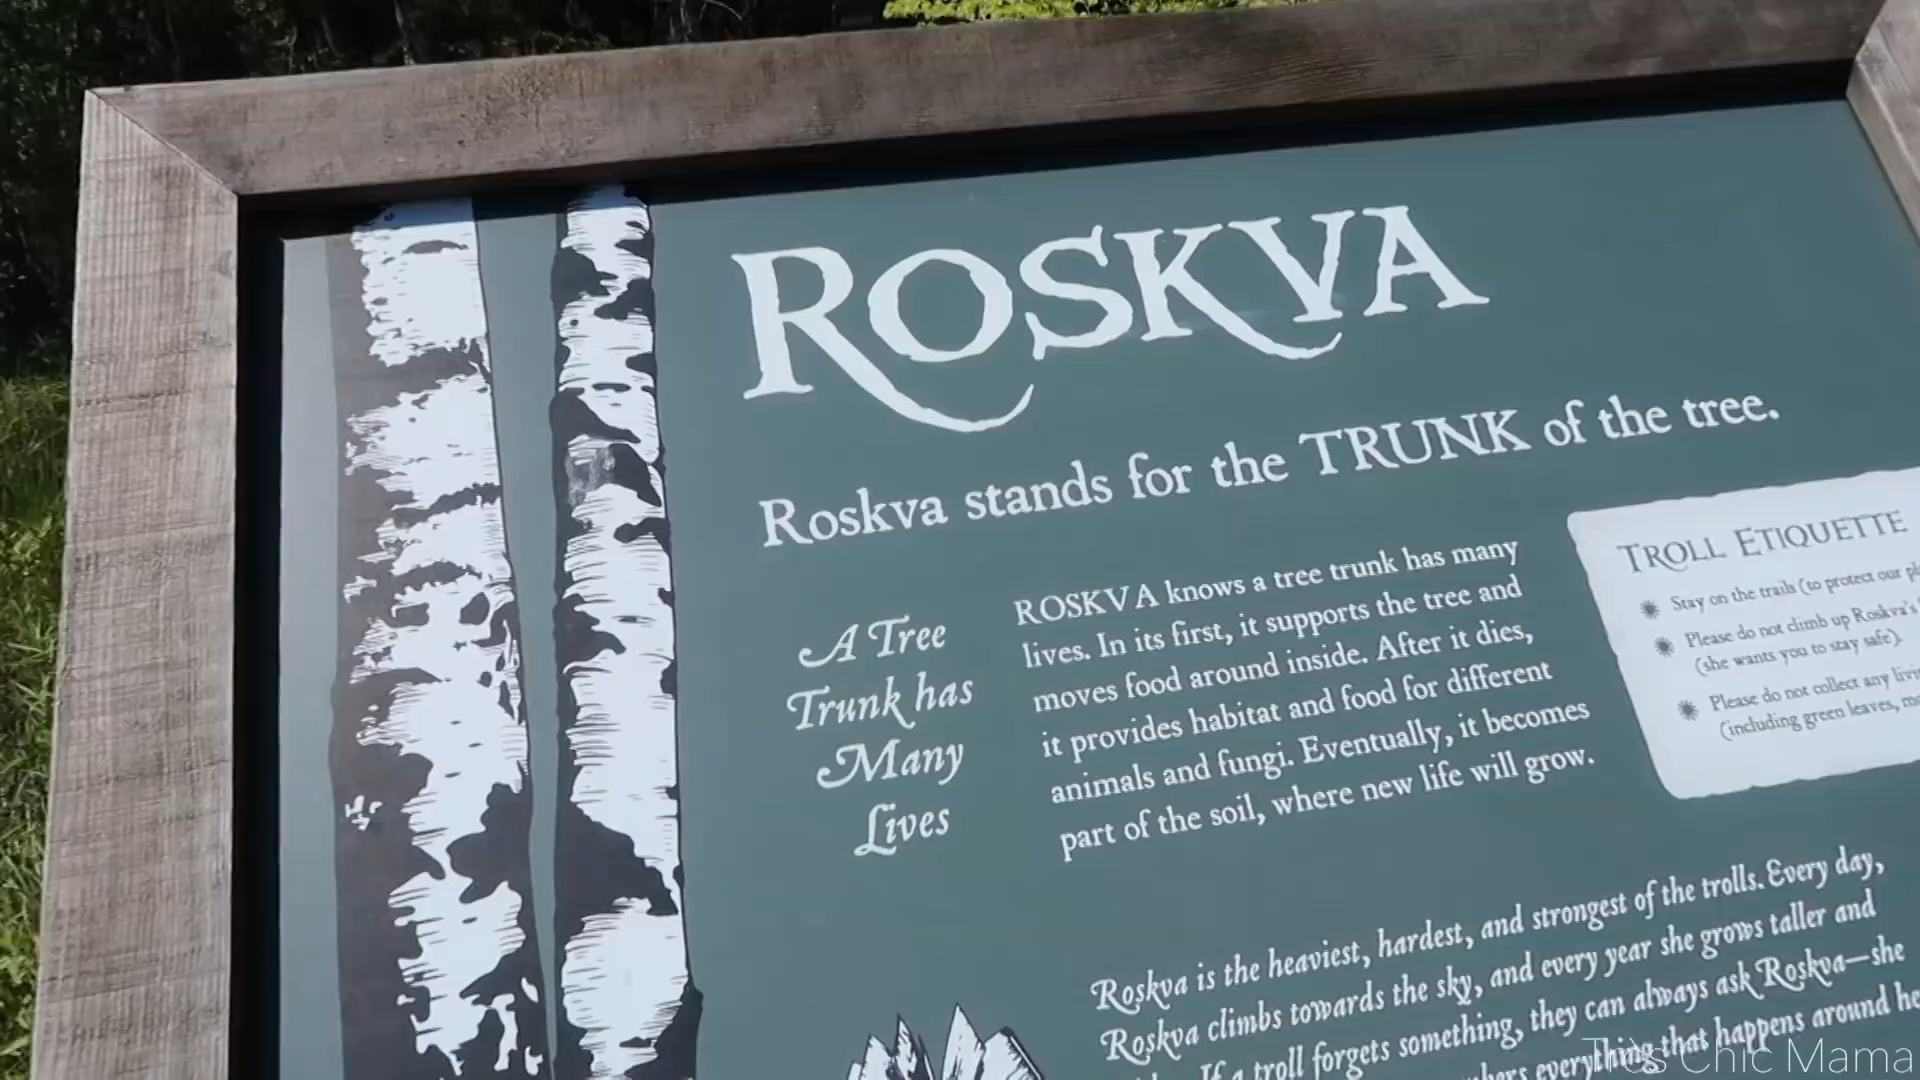 ROSKVA
Roskva stands for the TRUNK of the tree.
A Tree
Trunk has
Many
Lives
ROSKVA knows a tree trunk has many
lives. In its first, it supports the tree and
moves food around inside. After it dies,
it provides habitat and food for different
animals and fungi. Eventually, it becomes
part of the soil, where new life will grow.
TROLL ETIQUETTE
Stay on the trails (to protect our
Please do not climb up Roskva's
(she wants you to stay safe).
Please do not collect any
(including green leaves,
Roskva is the heaviest, hardest, and strongest of the trolls. Every day,
Roskva climbs towards the sky, and every year she grows taller and
If a troll forgets something, they can always ask Roskva—she
everything that happens around
Très Chic Mama